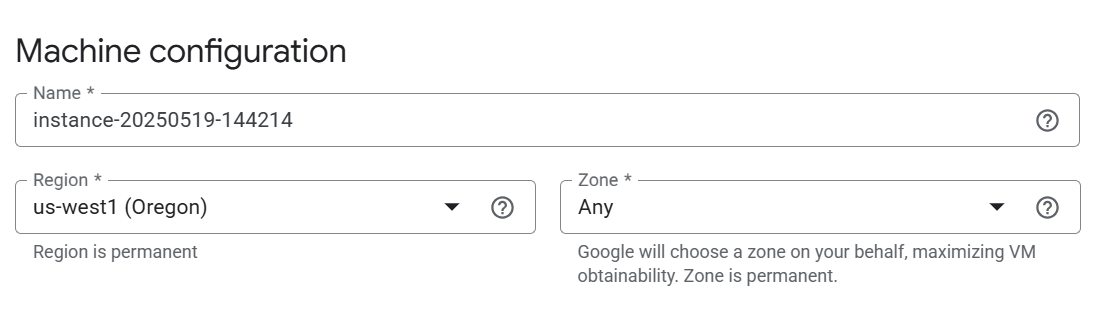 Machine configuration
Name *
instance-20250519-144214
Region *
us-west1 (Oregon)
Region is permanent
Zone *
Any
Google will choose a zone on your behalf, maximizing VM
obtainability. Zone is permanent.